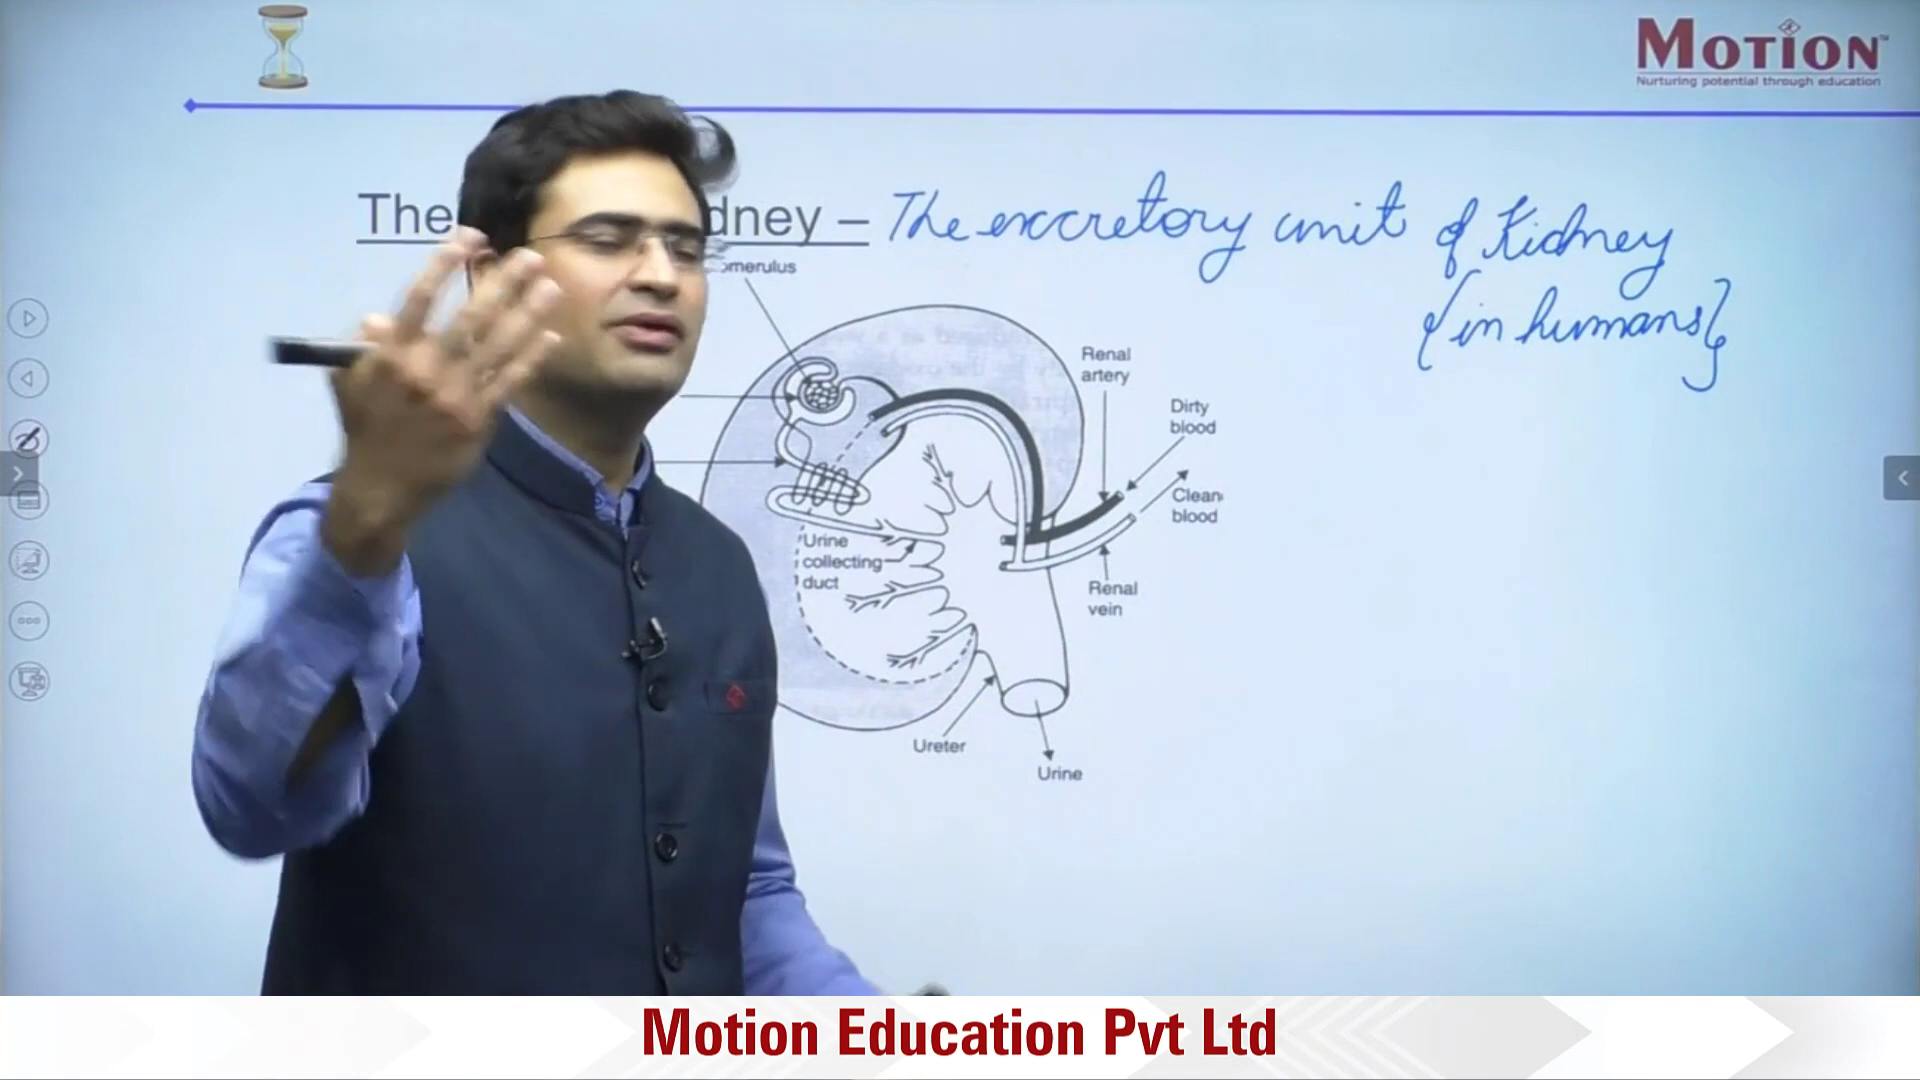 MOTION
Nurturing potential through education
The dney – The excretory unit of Kidney
{in humans}
omerulus
Renal
artery
Dirty
blood
Clean
blood
Urine
collecting
duct
Renal
vein
Ureter
Urine
Motion Education Pvt Ltd